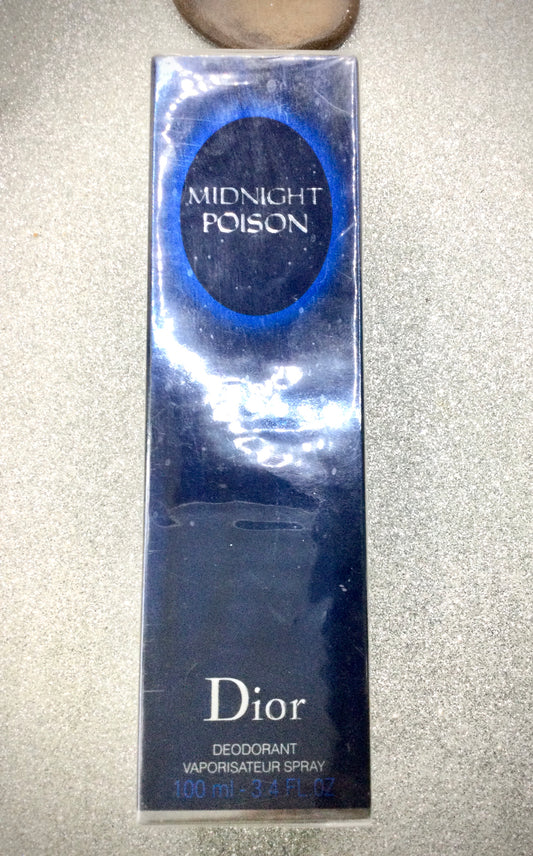 MIDNIGHT
POISON
Dior
DEODORANT
VAPORISATEUR SPRAY
100 ml - 3.4 FL. OZ